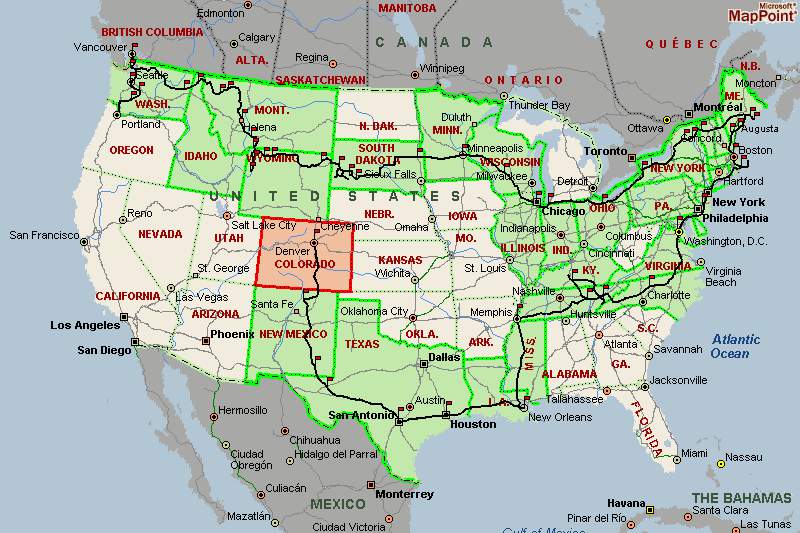 Microsoft®
MapPoint®
MANITOBA
Edmonton
BRITISH COLUMBIA
Vancouver
Calgary
ALTA.
CANADA
QUÉBEC
N.B.
Regina
SASKATCHEWAN
Winnipeg
ONTARIO
Moncton
Seattle
Thunder Bay
ME.
WASH.
MONT.
Montréal
Portland
N. DAK.
Duluth
MINN.
Ottawa
Augusta
OREGON
IDAHO
WYOMING
SOUTH
DAKOTA
Minneapolis
WISCONSIN
Toronto
Concord
Boston
Sioux Falls
Milwaukee
NEW YORK
Hartford
UNITED STATES
Detroit
Reno
Salt Lake City
Cheyenne
NEBR.
Omaha
IOWA
Chicago
OHIO
PA.
New York
Philadelphia
San Francisco
NEVADA
UTAH
Denver
COLORADO
MO.
ILLINOIS
Indianapolis
IND.
Columbus
Cincinnati
Washington, D.C.
St. George
KANSAS
Wichita
St. Louis
KY.
VIRGINIA
Virginia
Beach
CALIFORNIA
Las Vegas
Santa Fe
Nashville
Charlotte
Los Angeles
ARIZONA
Phoenix
NEW MEXICO
Oklahoma City
OKLA.
Memphis
Huntsville
S.C.
San Diego
TEXAS
ARK.
MISS.
Atlanta
GA.
Savannah
Atlantic
Ocean
Dallas
ALABAMA
Jacksonville
Hermosillo
Austin
LA.
Tallahassee
San Antonio
Houston
New Orleans
FLORIDA
Chihuahua
Ciudad
Obregón
Hidalgo del Parral
Miami
Nassau
Culiacán
Monterrey
MEXICO
Havana
THE BAHAMAS
Mazatlán
Ciudad Victoria
Pinar del Río
Santa Clara
Las Tunas
Gulf of Mexico